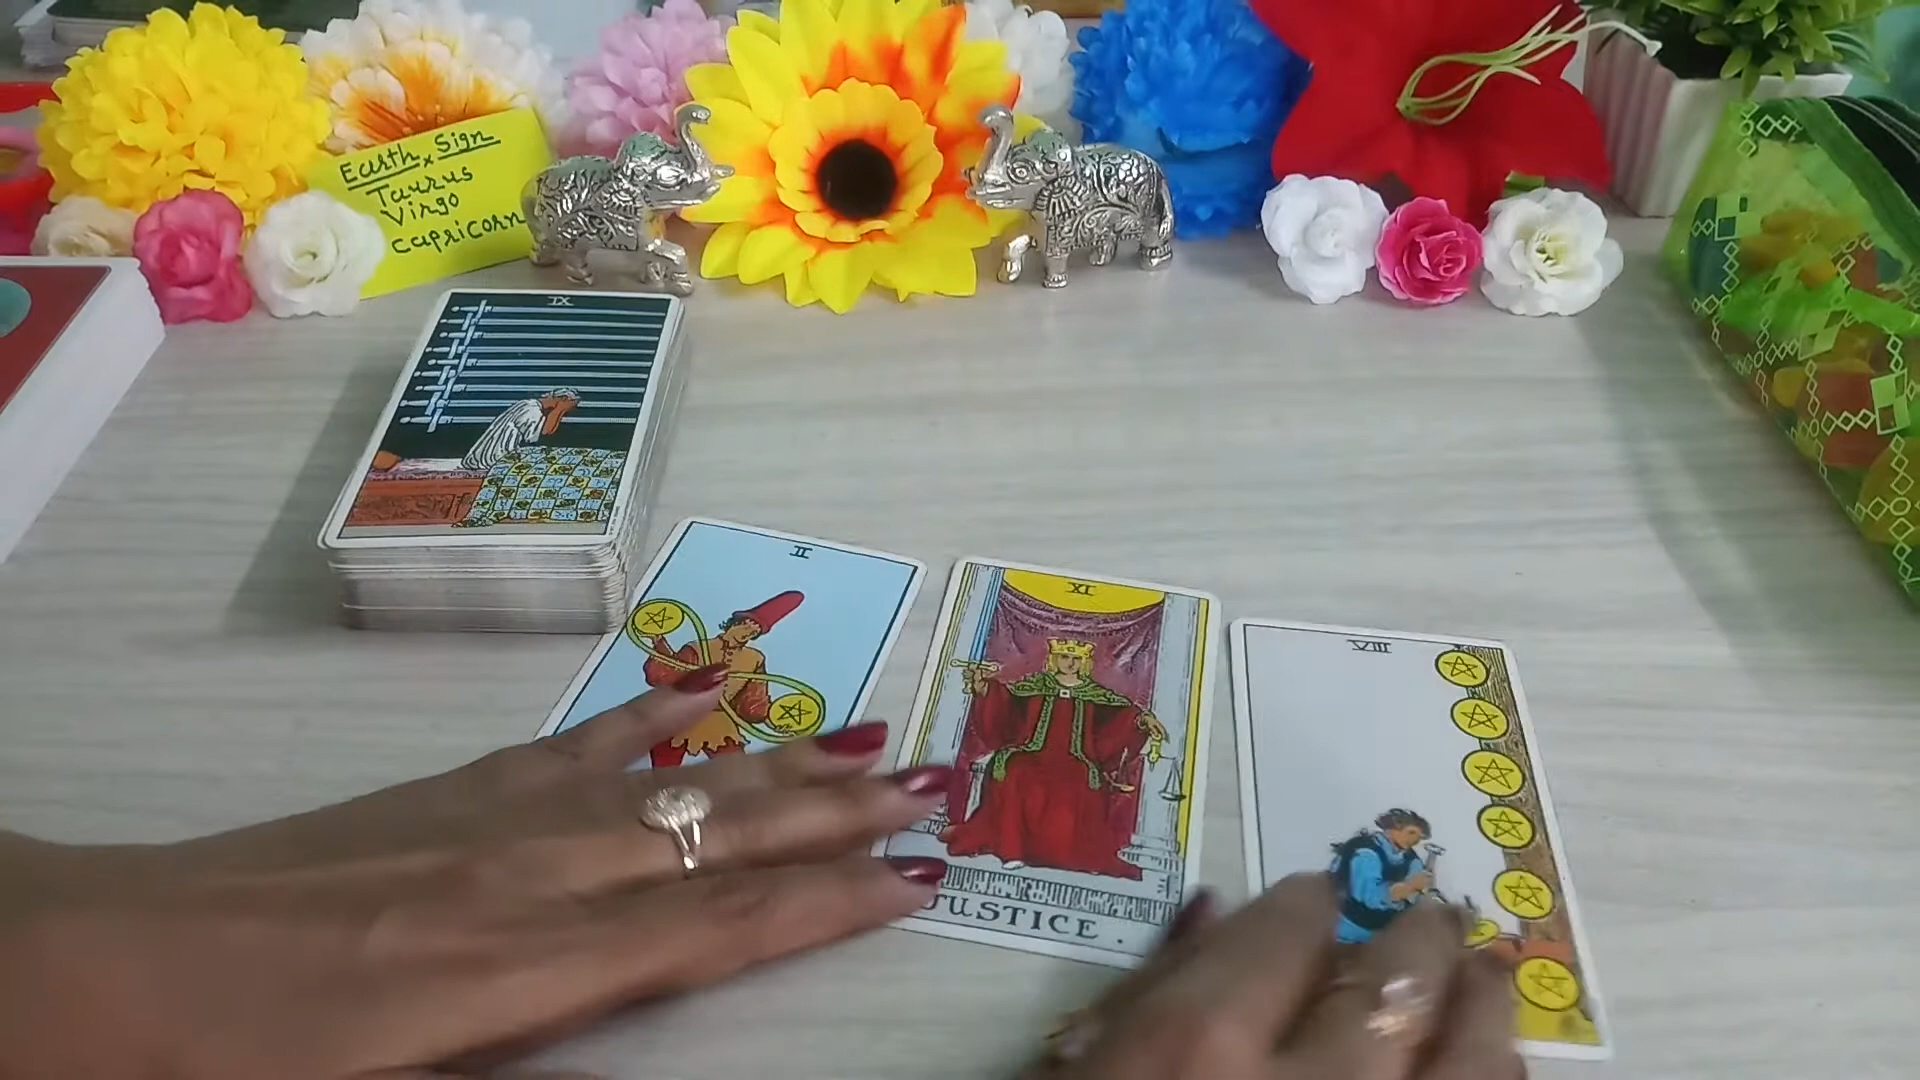 Earth Sign
Taurus
Virgo
Capricorn
IX
II
XI
VIII
JUSTICE.